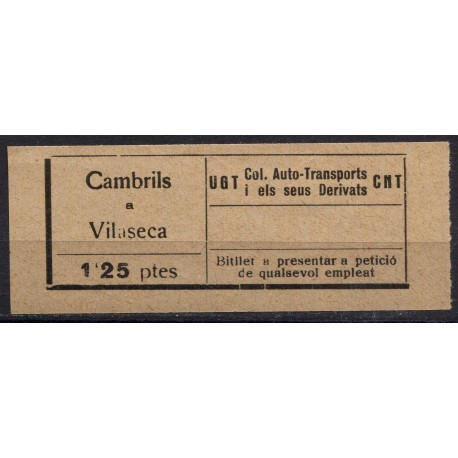 Cambrils
a
Vilaseca
1'25 ptes
UGT Col. Auto-Transports i els seus Derivats CNT
Bitllet a presentar a petició
de qualsevol empleat